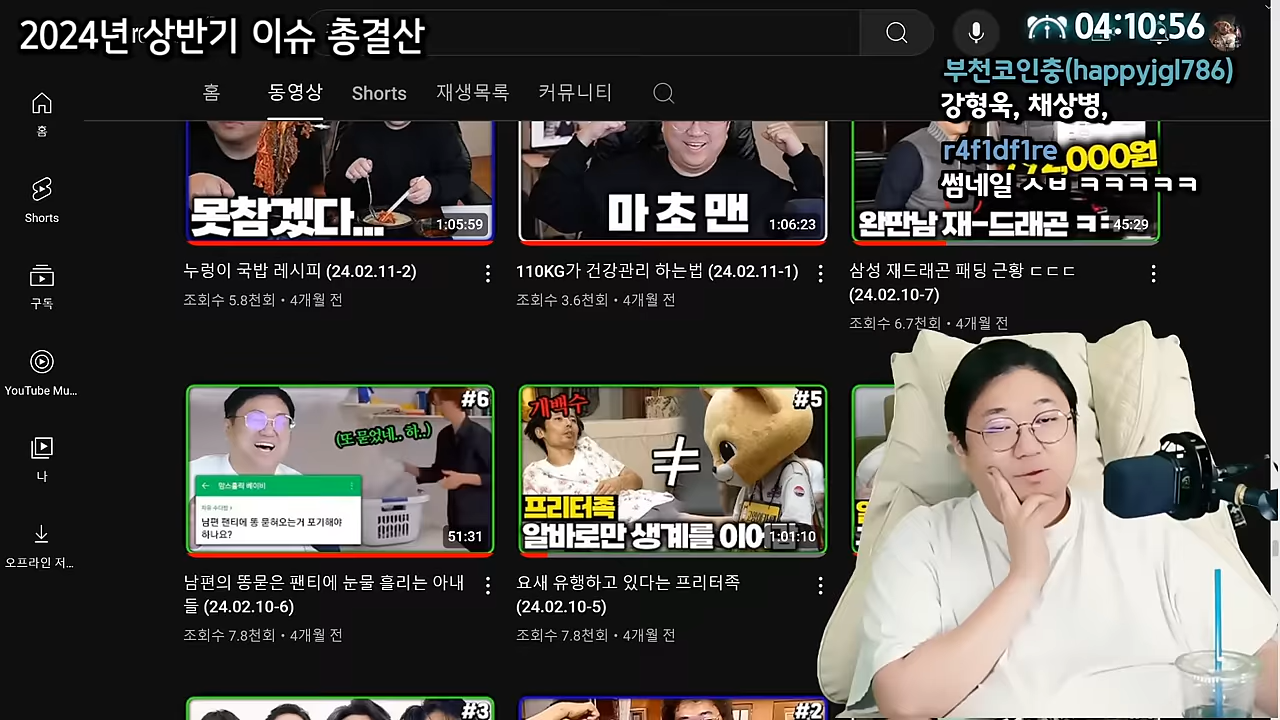 2024년 상반기 이슈 총결산
04:10:56
홈
동영상
Shorts
재생목록
커뮤니티
부천코인충(happyjgl786)
강형욱, 채상병,
r4f1df1re
썸네일 ㅅㅂ ㅋㅋㅋㅋㅋ
홈
Shorts
구독
YouTube Mu...
나
오프라인 저...
못참겠다...
1:05:59
누렁이 국밥 레시피 (24.02.11-2)
조회수 5.8천회 • 4개월 전
마 초 맨
1:06:23
110KG가 건강관리 하는법 (24.02.11-1)
조회수 3.6천회 • 4개월 전
,000원
완판남 재-드래곤 ㅋ
45:29
삼성 재드래곤 패딩 근황 ㄷㄷㄷ
(24.02.10-7)
조회수 6.7천회 • 4개월 전
#6
(또 묻었네.. 하..)
맘스홀릭 베이비
남편 팬티에 똥 묻혀오는거 포기해야
하나요?
51:31
남편의 똥묻은 팬티에 눈물 흘리는 아내
들 (24.02.10-6)
조회수 7.8천회 • 4개월 전
#5
개백수
≠
프리터족
알바로만 생계를 이어
1:01:10
요새 유행하고 있다는 프리터족
(24.02.10-5)
조회수 7.8천회 • 4개월 전
#3
#2